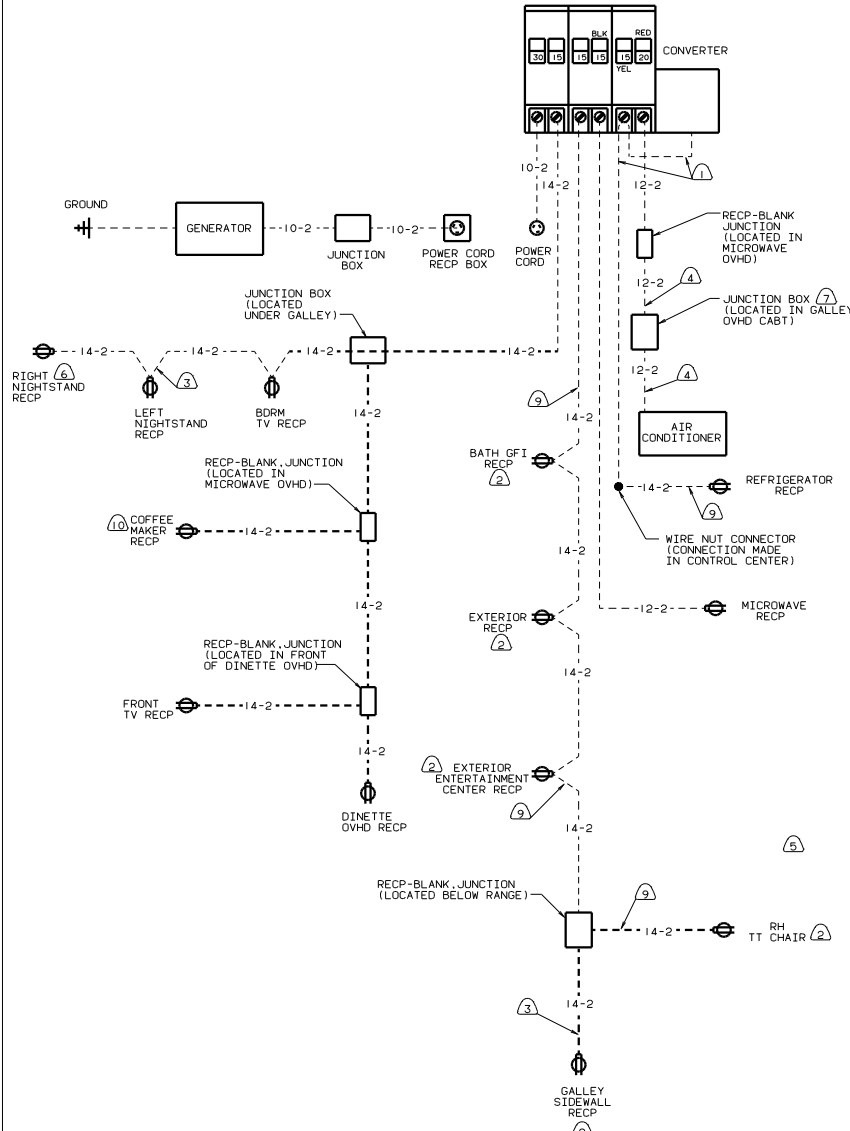 BLK
RED
30
15
15
15
15
20
YEL
CONVERTER
10-2
14-2
1
12-2
GROUND
GENERATOR
10-2
JUNCTION
BOX
10-2
POWER CORD
RECP BOX
POWER
CORD
RECP-BLANK
JUNCTION
(LOCATED IN
MICROWAVE
OVHD)
12-2
4
JUNCTION BOX 7
(LOCATED IN GALLEY
OVHD CABT)
12-2
4
AIR
CONDITIONER
JUNCTION BOX
(LOCATED
UNDER GALLEY)
14-2
14-2
14-2
14-2
RIGHT 6
NIGHTSTAND
RECP
3
LEFT
NIGHTSTAND
RECP
BDRM
TV RECP
14-2
9
14-2
BATH GFI
RECP
2
RECP-BLANK,JUNCTION
(LOCATED IN
MICROWAVE OVHD)
10 COFFEE
MAKER
RECP
14-2
14-2
14-2
9
REFRIGERATOR
RECP
WIRE NUT CONNECTOR
(CONNECTION MADE
IN CONTROL CENTER)
14-2
EXTERIOR
RECP
2
12-2
MICROWAVE
RECP
RECP-BLANK,JUNCTION
(LOCATED IN FRONT
OF DINETTE OVHD)
FRONT
TV RECP
14-2
14-2
14-2
DINETTE
OVHD RECP
2 EXTERIOR
ENTERTAINMENT
CENTER RECP
9
14-2
5
RECP-BLANK,JUNCTION
(LOCATED BELOW RANGE)
9
14-2
RH
TT CHAIR 2
14-2
3
GALLEY
SIDEWALL
RECP